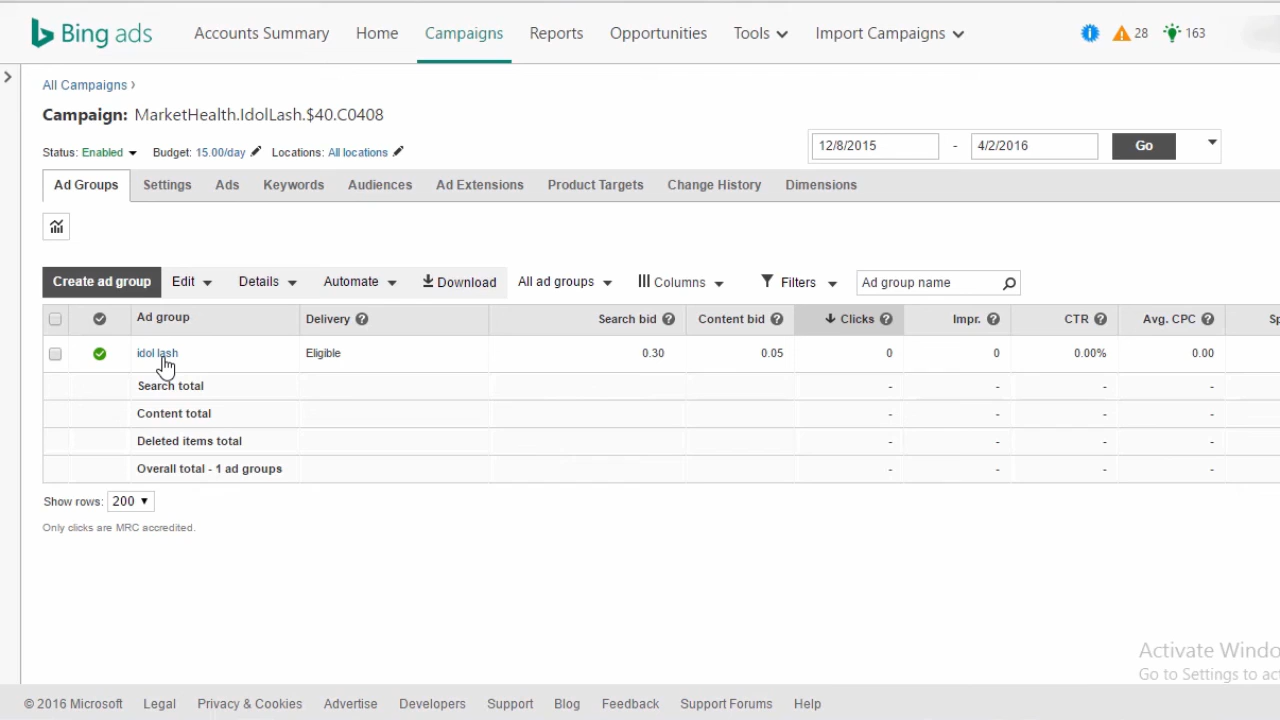 Bing ads Accounts Summary Home Campaigns Reports Opportunities Tools Import Campaigns 28 163
All Campaigns ›
Campaign: MarketHealth.IdolLash.$40.C0408
Status: Enabled Budget: 15.00/day Locations: All locations
12/8/2015 - 4/2/2016 Go
Ad Groups Settings Ads Keywords Audiences Ad Extensions Product Targets Change History Dimensions
Create ad group Edit Details Automate Download All ad groups Columns Filters Ad group name
Ad group Delivery ? Search bid ? Content bid ? Clicks ? Impr. ? CTR ? Avg. CPC ? Sp
idol lash Eligible 0.30 0.05 0 0 0.00% 0.00
Search total - - - -
Content total - - - -
Deleted items total - - - -
Overall total - 1 ad groups - - - -
Show rows: 200
Only clicks are MRC accredited.
Activate Windo
Go to Settings to act
© 2016 Microsoft Legal Privacy & Cookies Advertise Developers Support Blog Feedback Support Forums Help